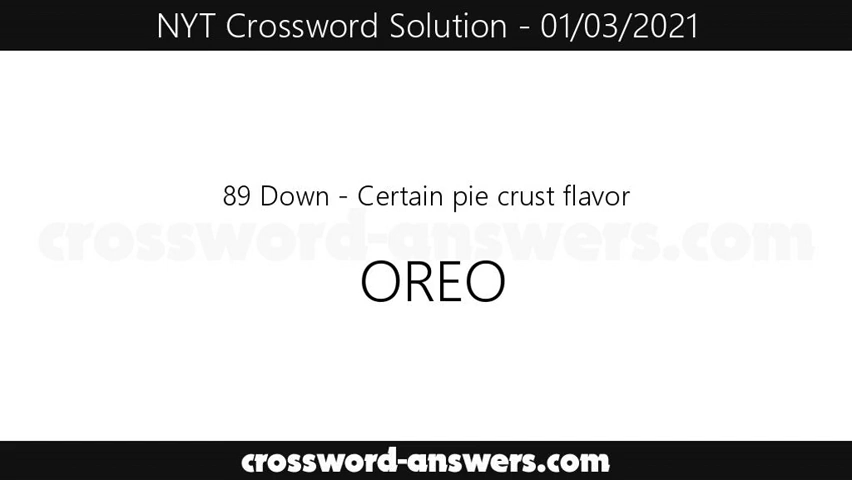 NYT Crossword Solution - 01/03/2021
89 Down - Certain pie crust flavor
crossword-answers.com
OREO
crossword-answers.com